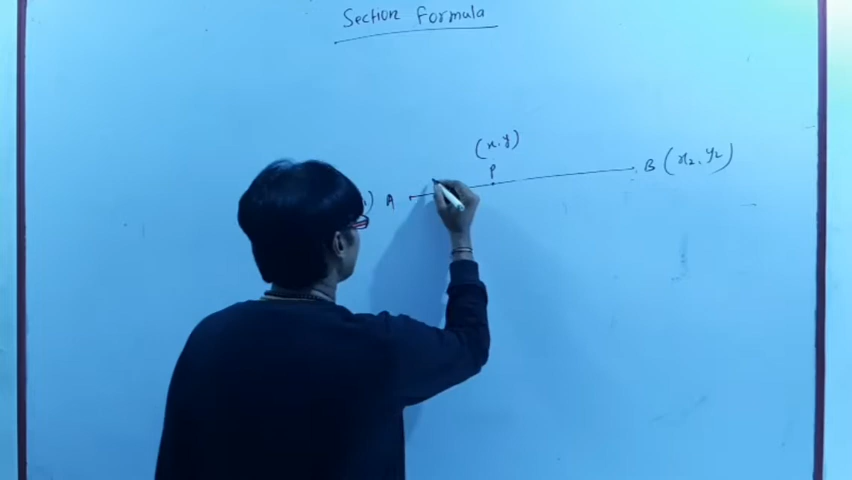 Section Formula
(x, y)
A P B (x₂, y₂)